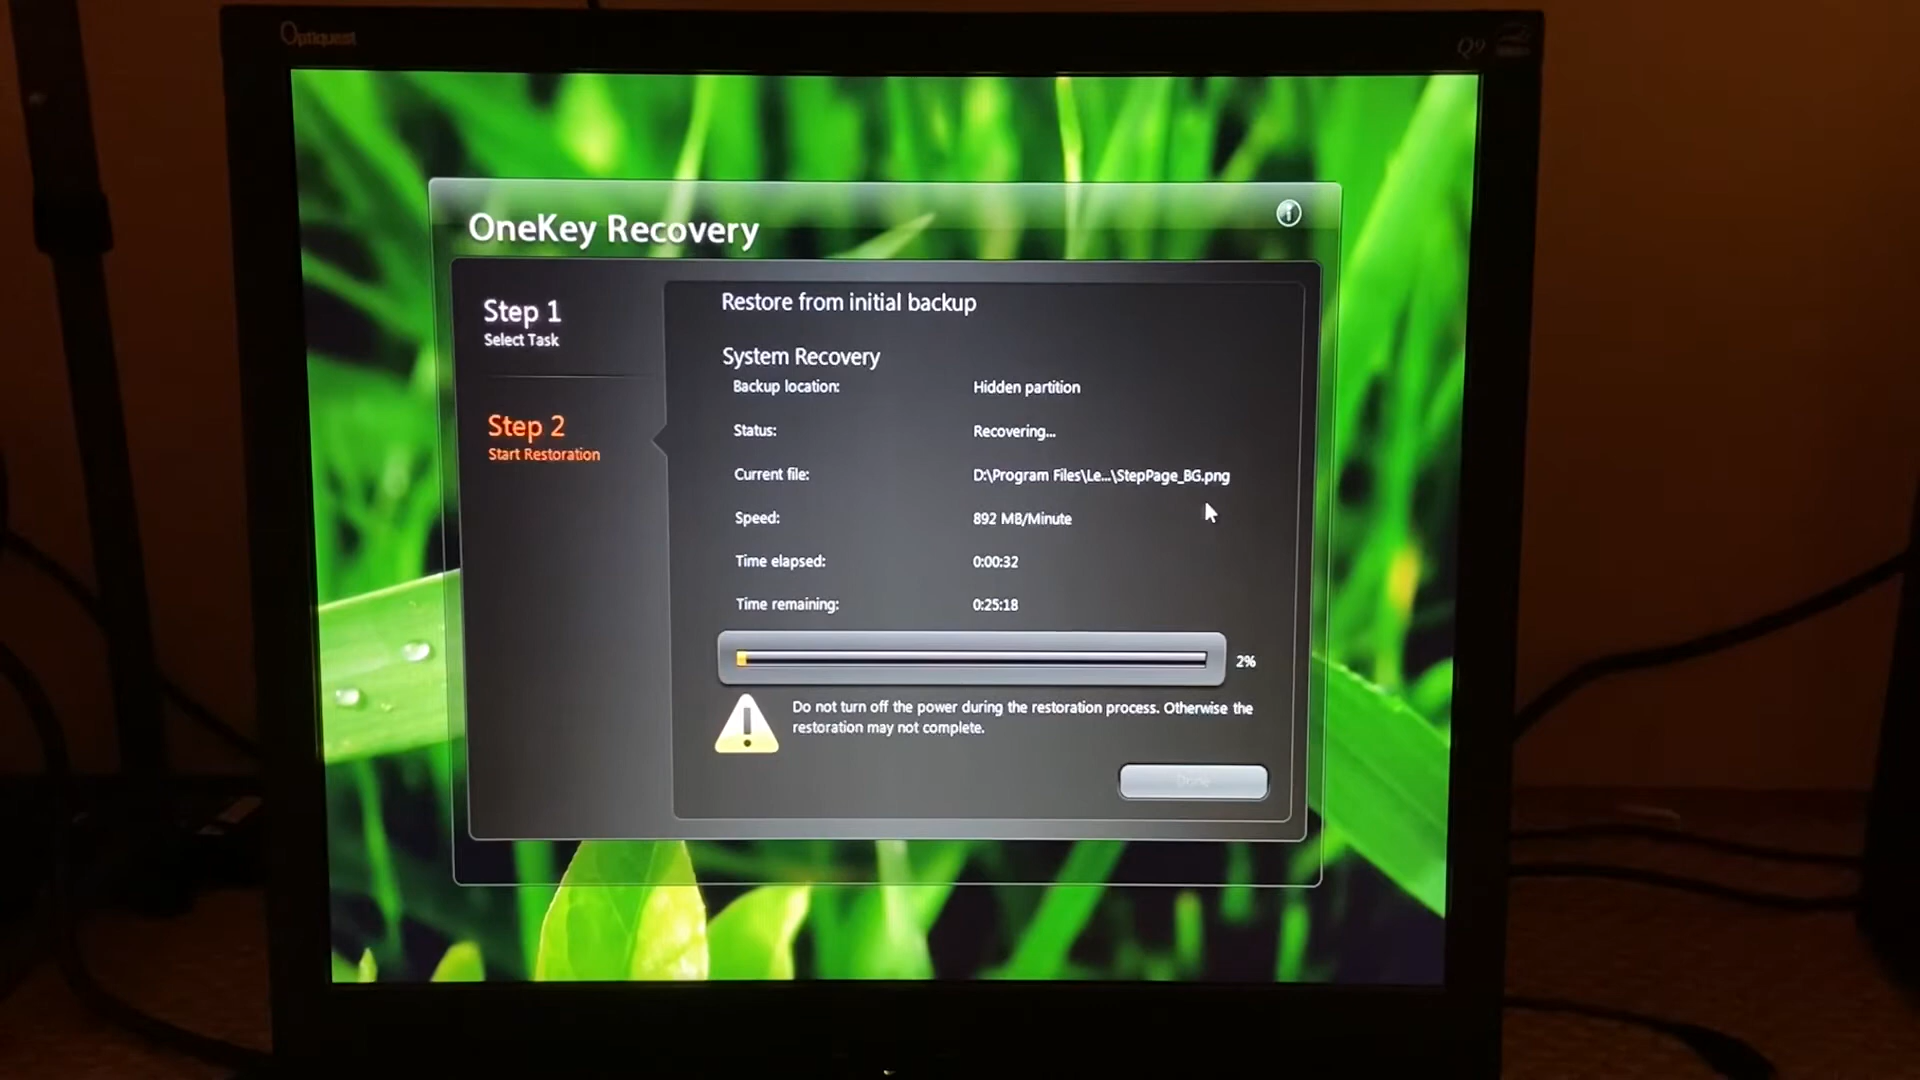 Optiquest
Q9
OneKey Recovery
Step 1
Select Task
Step 2
Start Restoration
Restore from initial backup
System Recovery
Backup location: Hidden partition
Status: Recovering...
Current file: D:\Program Files\Le...\StepPage_BG.png
Speed: 892 MB/Minute
Time elapsed: 0:00:32
Time remaining: 0:25:18
2%
Do not turn off the power during the restoration process. Otherwise the
restoration may not complete.
Done